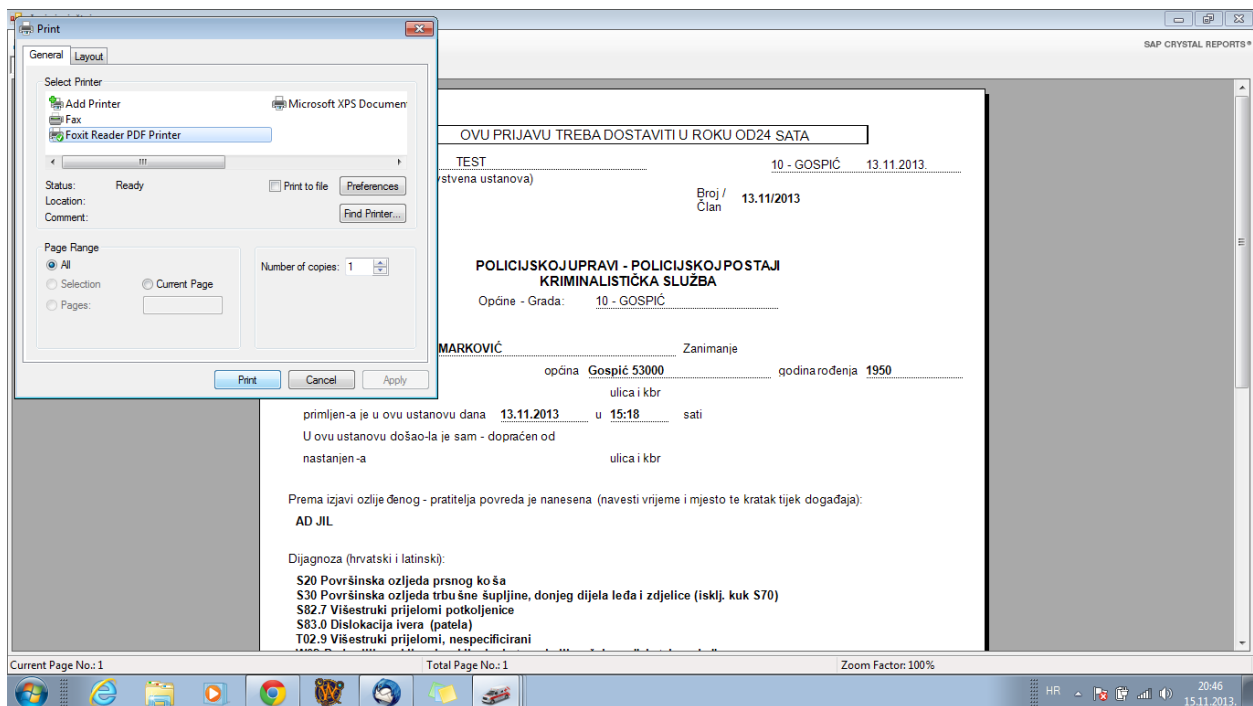 Print
SAP CRYSTAL REPORTS®
General Layout
Select Printer
Add Printer
Microsoft XPS Documen
Fax
Foxit Reader PDF Printer
Status: Ready
Print to file
Preferences
Location:
Comment:
Find Printer...
Page Range
All
Selection
Current Page
Pages:
Number of copies: 1
Print
Cancel
Apply
OVU PRIJAVU TREBA DOSTAVITI U ROKU OD24 SATA
TEST
10 - GOSPIĆ 13.11.2013.
vstvena ustanova)
Broj /
Član
13.11/2013
POLICIJSKOJ UPRAVI - POLICIJSKOJ POSTAJI
KRIMINALISTIČKA SLUŽBA
Općine - Grada: 10 - GOSPIĆ
MARKOVIĆ Zanimanje
općina Gospić 53000 godina rođenja 1950
ulica i kbr
primljen-a je u ovu ustanovu dana 13.11.2013 u 15:18 sati
U ovu ustanovu došao-la je sam - dopraćen od
nastanjen -a ulica i kbr
Prema izjavi ozlije đenog - pratitelja povreda je nanesena (navesti vrijeme i mjesto te kratak tijek događaja):
AD JIL
Dijagnoza (hrvatski i latinski):
S20 Površinska ozljeda prsnog ko ša
S30 Površinska ozljeda trbu šne šupljine, donjeg dijela leđa i zdjelice (isklj. kuk S70)
S82.7 Višestruki prijelomi potkoljenice
S83.0 Dislokacija ivera (patela)
T02.9 Višestruki prijelomi, nespecificirani
Current Page No.: 1
Total Page No.: 1
Zoom Factor: 100%
HR
20:46
15.11.2013.